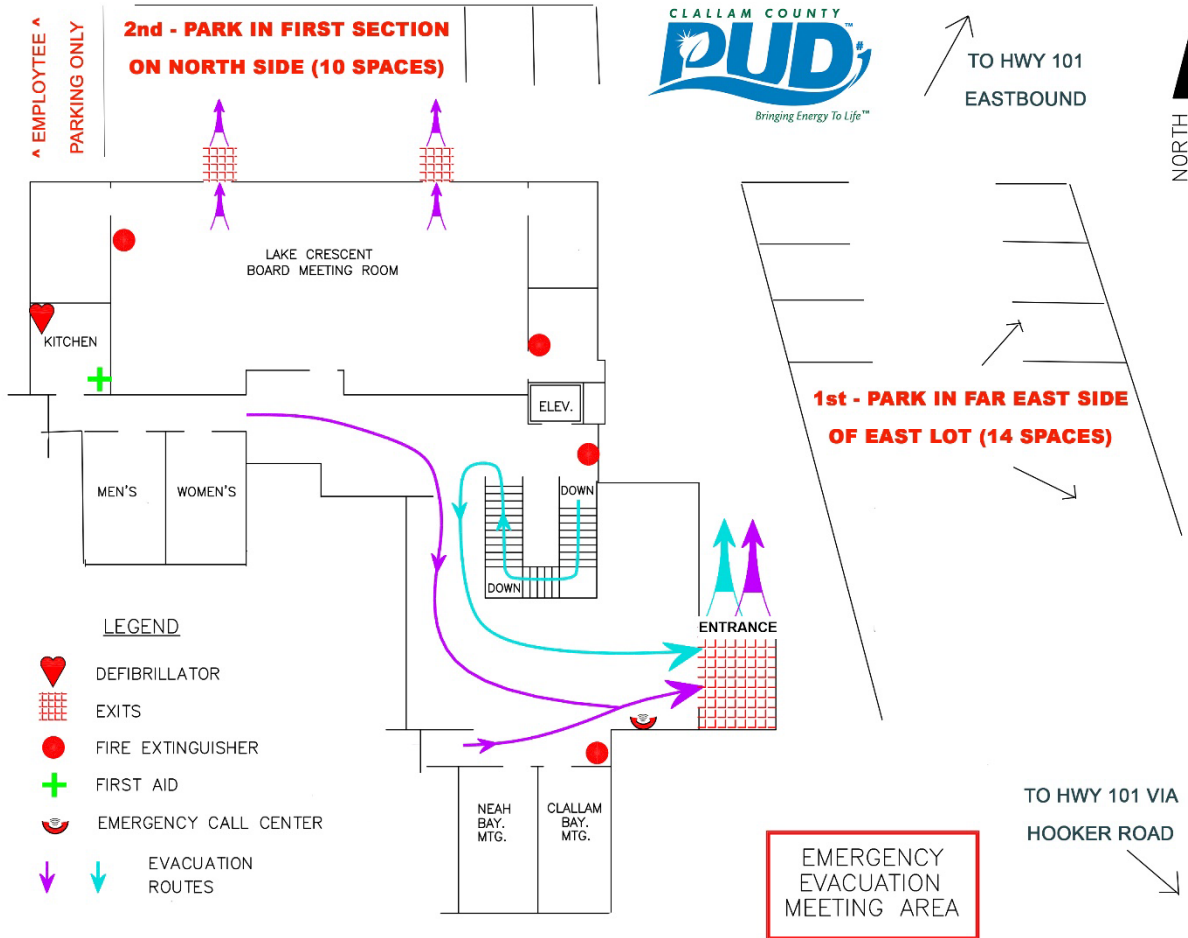 ^ EMPLOYTEE ^
PARKING ONLY
2nd - PARK IN FIRST SECTION
ON NORTH SIDE (10 SPACES)
CLALLAM COUNTY
PUD™
#1
Bringing Energy To Life™
TO HWY 101
EASTBOUND
NORTH
LAKE CRESCENT
BOARD MEETING ROOM
KITCHEN
ELEV.
1st - PARK IN FAR EAST SIDE
OF EAST LOT (14 SPACES)
MEN'S
WOMEN'S
DOWN
DOWN
ENTRANCE
LEGEND
DEFIBRILLATOR
EXITS
FIRE EXTINGUISHER
FIRST AID
EMERGENCY CALL CENTER
EVACUATION
ROUTES
NEAH
BAY.
MTG.
CLALLAM
BAY.
MTG.
TO HWY 101 VIA
HOOKER ROAD
EMERGENCY
EVACUATION
MEETING AREA